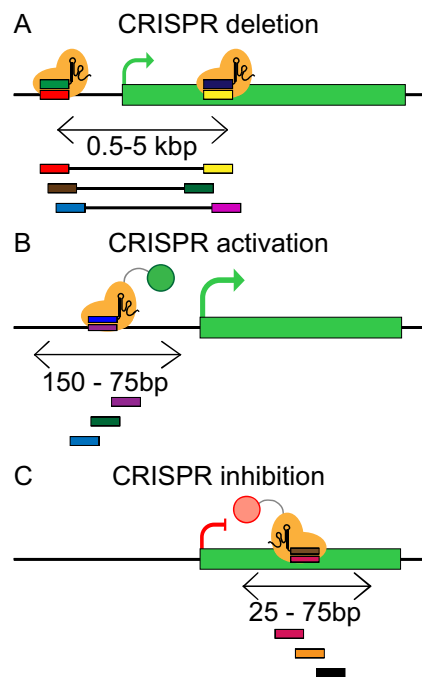 A CRISPR deletion
0.5-5 kbp
B CRISPR activation
150 - 75bp
C CRISPR inhibition
25 - 75bp